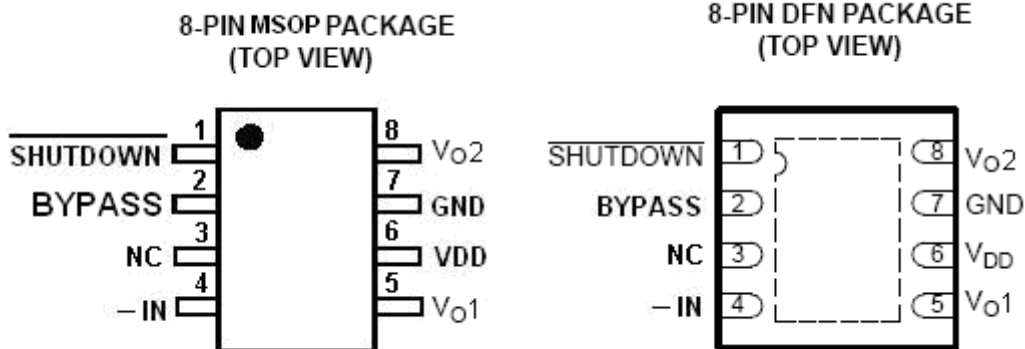 8-PIN MSOP PACKAGE
(TOP VIEW)
SHUTDOWN 1 8 VO2
BYPASS 2 7 GND
NC 3 6 VDD
–IN 4 5 VO1
8-PIN DFN PACKAGE
(TOP VIEW)
SHUTDOWN 1 8 VO2
BYPASS 2 7 GND
NC 3 6 VDD
–IN 4 5 VO1